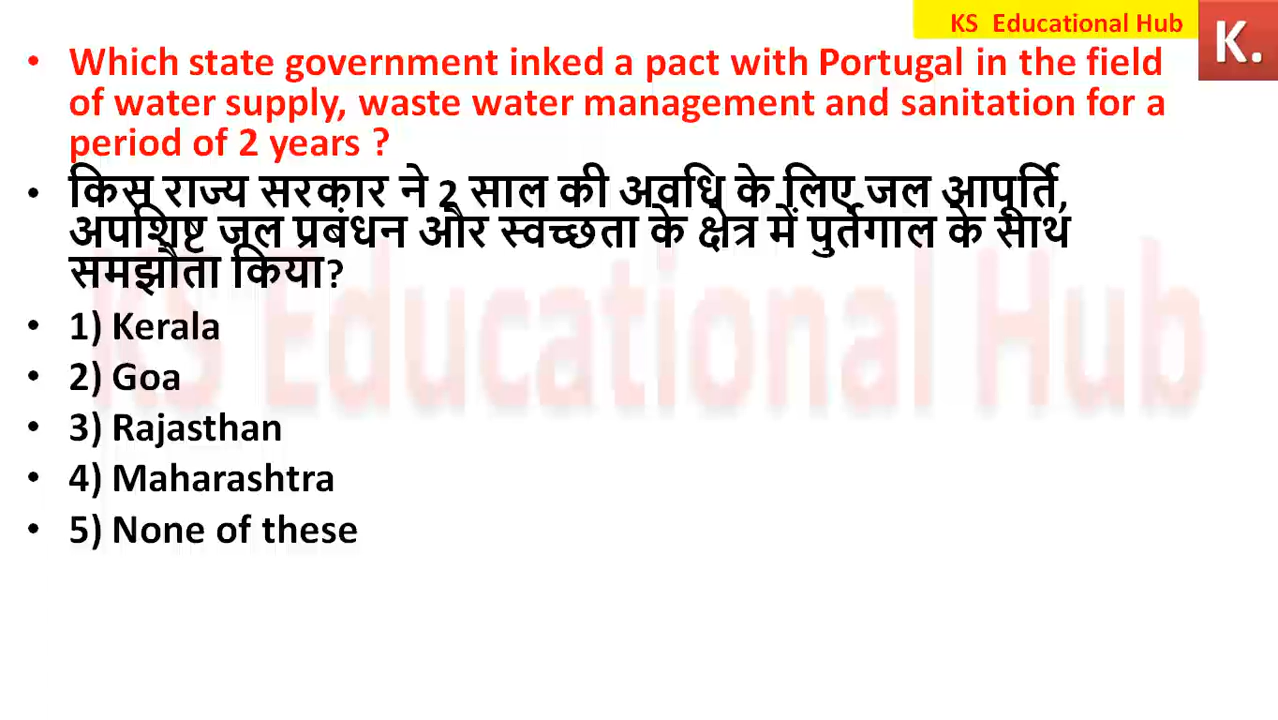 KS Educational Hub
K.
• Which state government inked a pact with Portugal in the field
of water supply, waste water management and sanitation for a
period of 2 years ?
• किस राज्य सरकार ने 2 साल की अवधि के लिए जल आपूर्ति,
अपशिष्ट जल प्रबंधन और स्वच्छता के क्षेत्र में पुर्तगाल के साथ
समझौता किया?
• 1) Kerala
• 2) Goa
• 3) Rajasthan
• 4) Maharashtra
• 5) None of these
KS Educational Hub